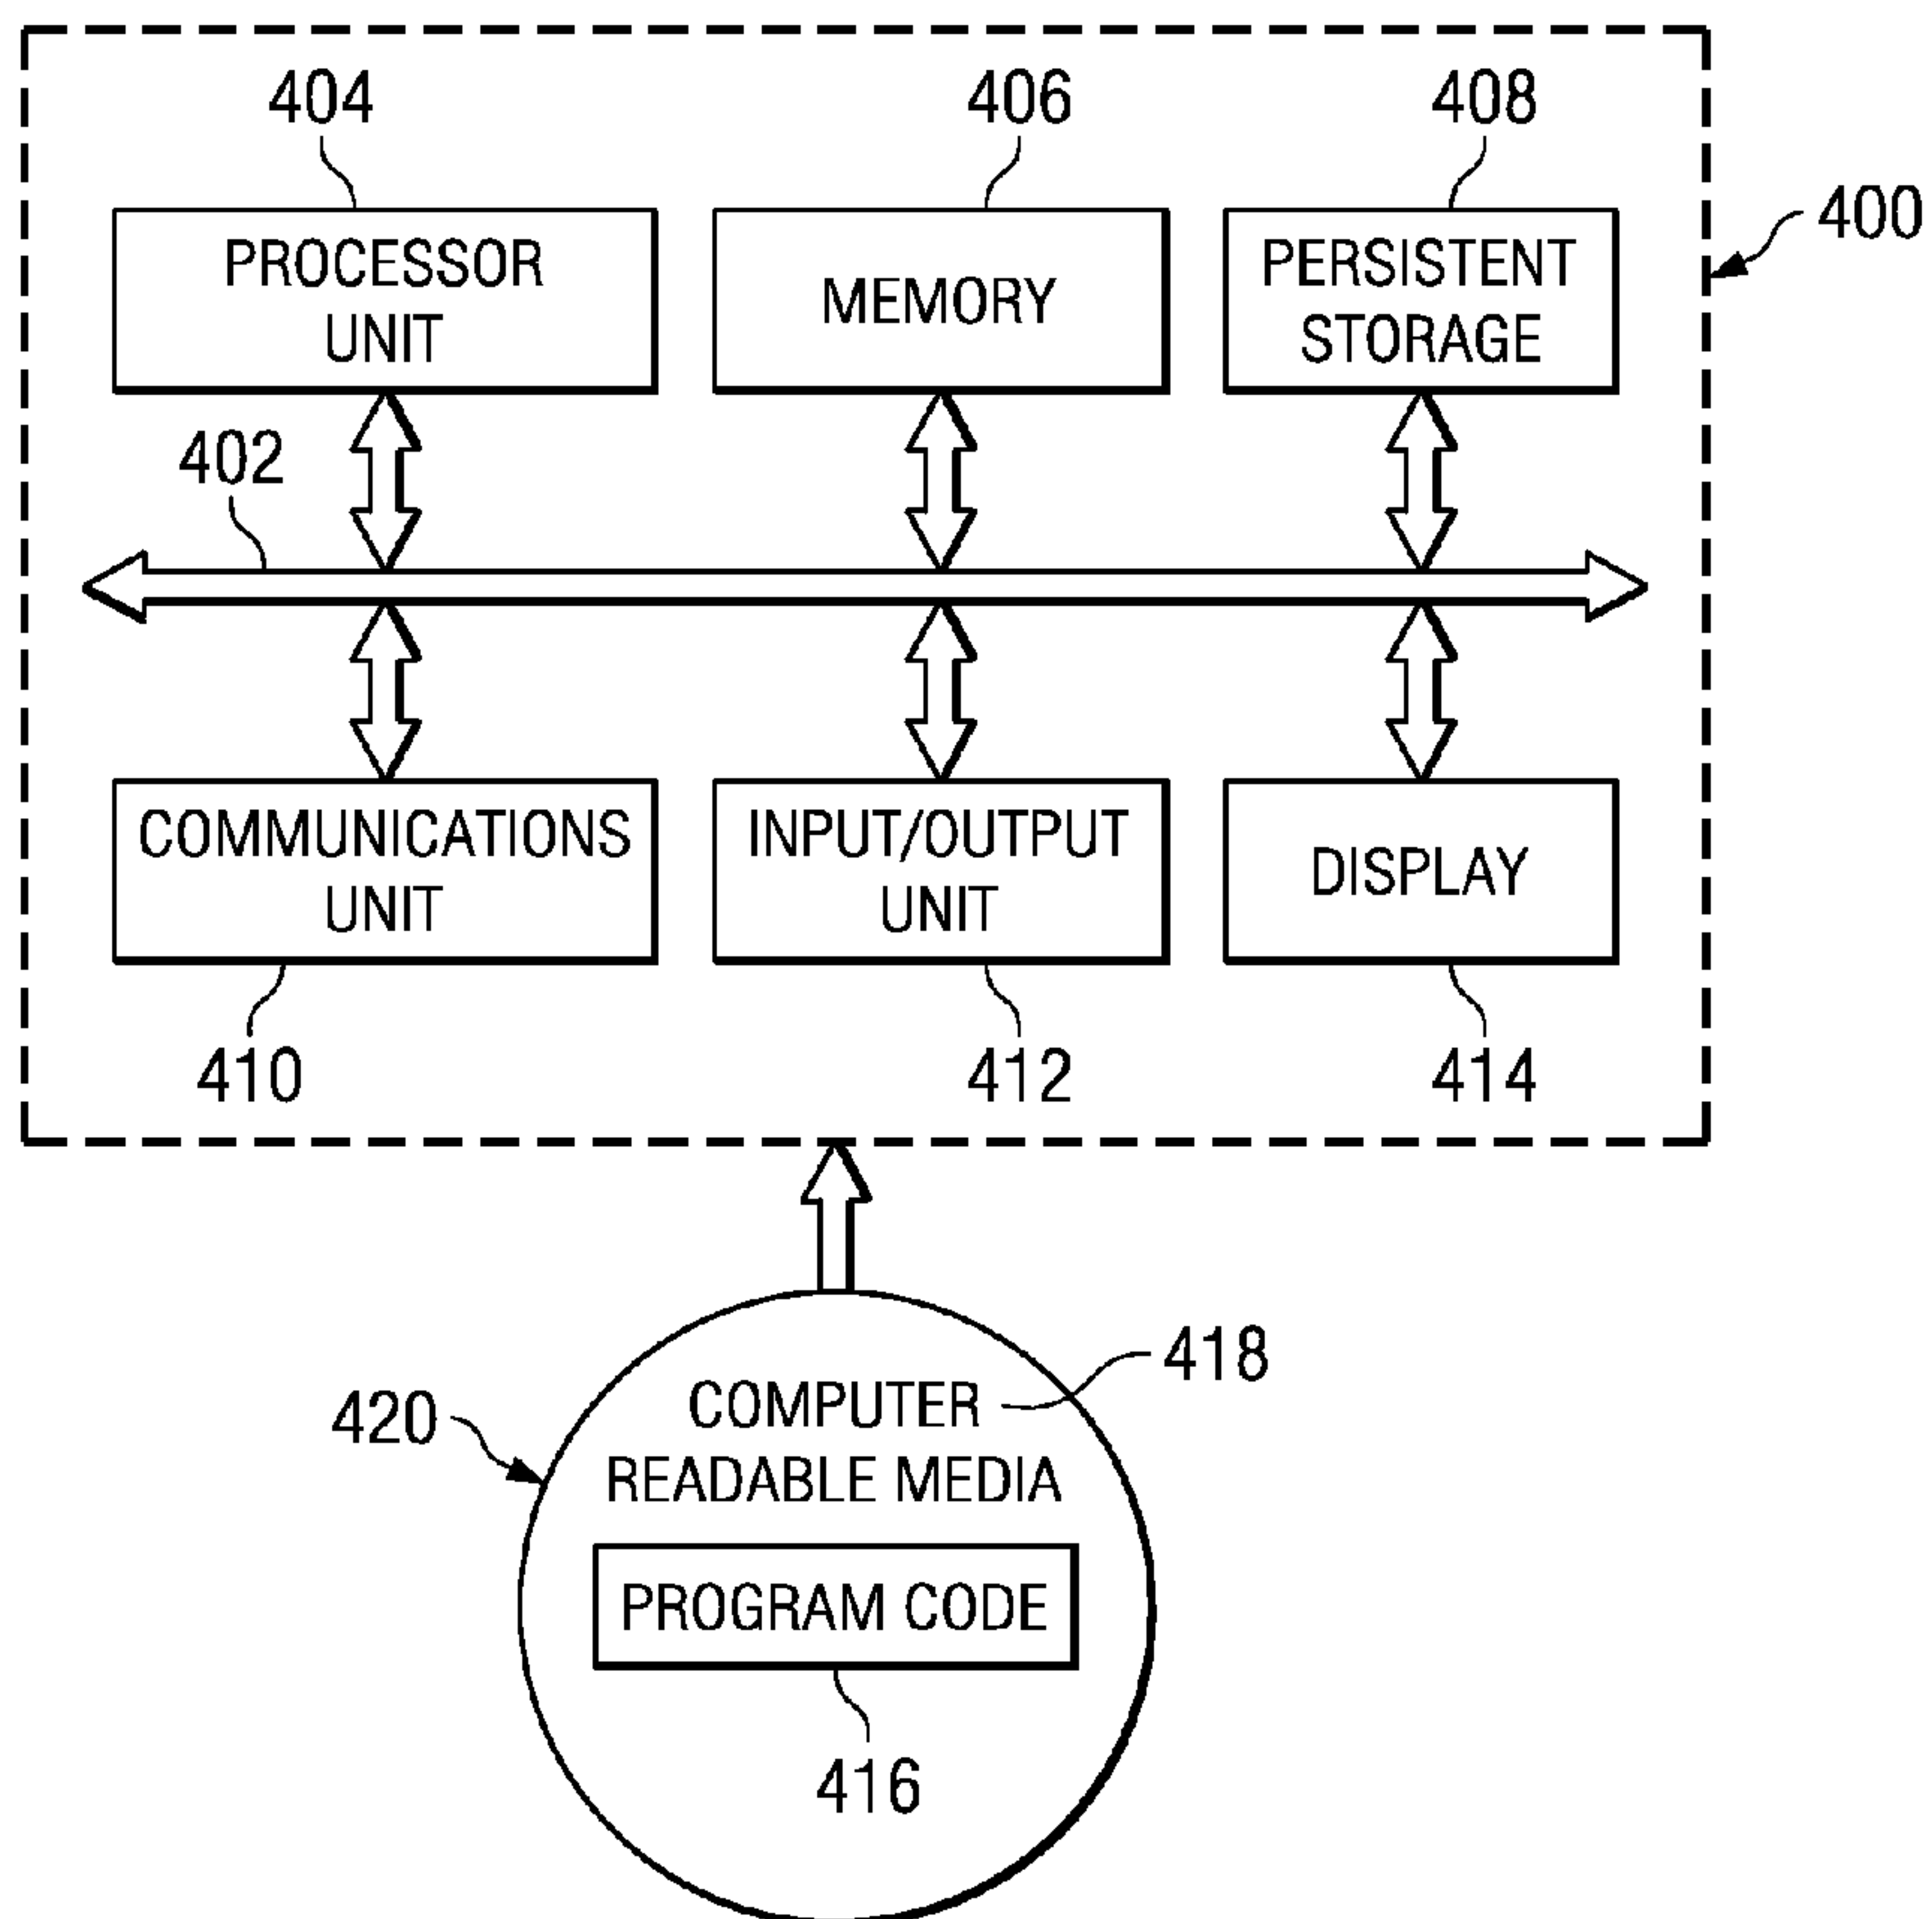 404
406
408
400
PROCESSOR
UNIT
MEMORY
PERSISTENT
STORAGE
402
COMMUNICATIONS
UNIT
INPUT/OUTPUT
UNIT
DISPLAY
410
412
414
418
420
COMPUTER
READABLE MEDIA
PROGRAM CODE
416